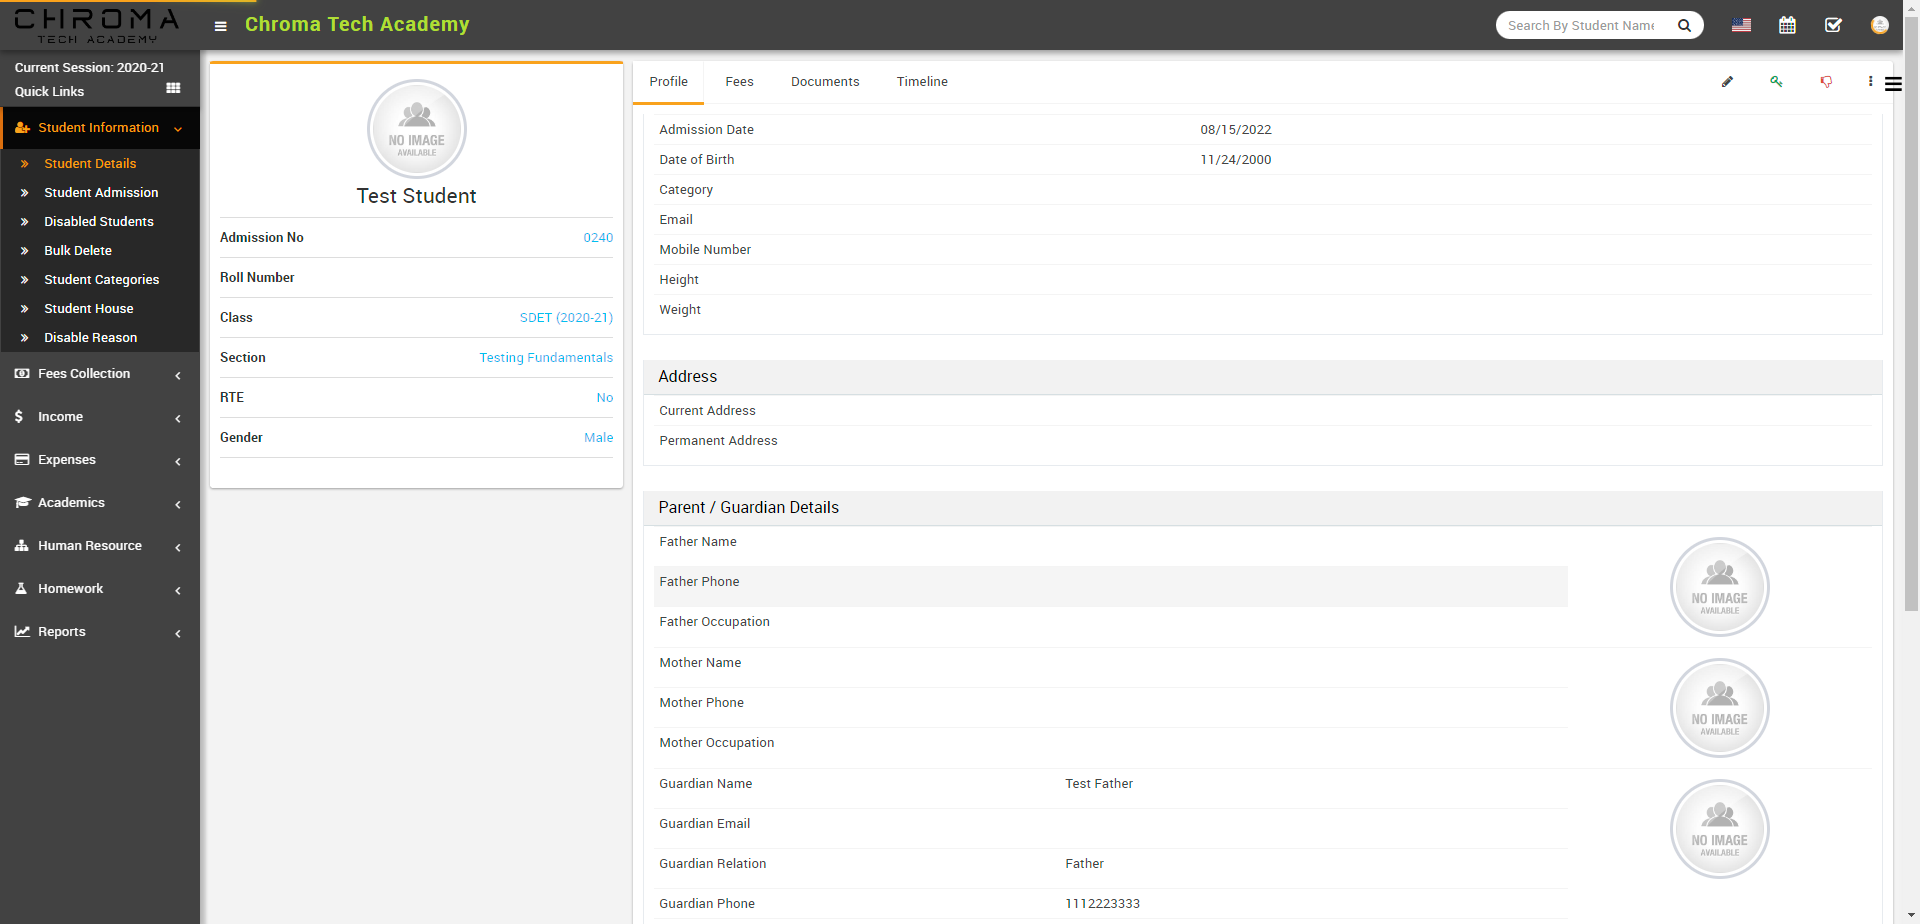 CHROMA
TECH ACADEMY
Chroma Tech Academy
Search By Student Name
Current Session: 2020-21
Quick Links
Student Information
Student Details
Student Admission
Disabled Students
Bulk Delete
Student Categories
Student House
Disable Reason
Fees Collection
Income
Expenses
Academics
Human Resource
Homework
Reports
NO IMAGE
AVAILABLE
Test Student
Admission No 0240
Roll Number
Class SDET (2020-21)
Section Testing Fundamentals
RTE No
Gender Male
Profile Fees Documents Timeline
Admission Date 08/15/2022
Date of Birth 11/24/2000
Category
Email
Mobile Number
Height
Weight
Address
Current Address
Permanent Address
Parent / Guardian Details
Father Name
Father Phone
Father Occupation
NO IMAGE
AVAILABLE
Mother Name
Mother Phone
Mother Occupation
NO IMAGE
AVAILABLE
Guardian Name Test Father
Guardian Email
Guardian Relation Father
Guardian Phone 1112223333
NO IMAGE
AVAILABLE